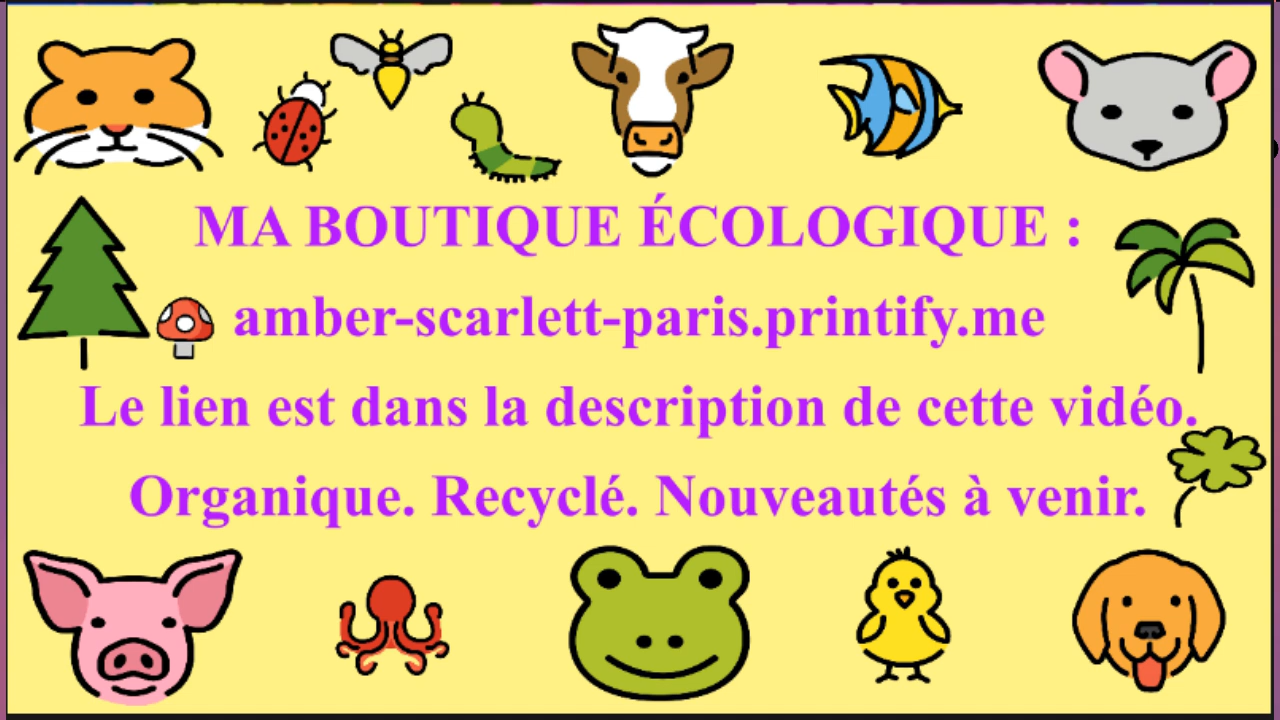 MA BOUTIQUE ÉCOLOGIQUE :
amber-scarlett-paris.printify.me
Le lien est dans la description de cette vidéo.
Organique. Recyclé. Nouveautés à venir.